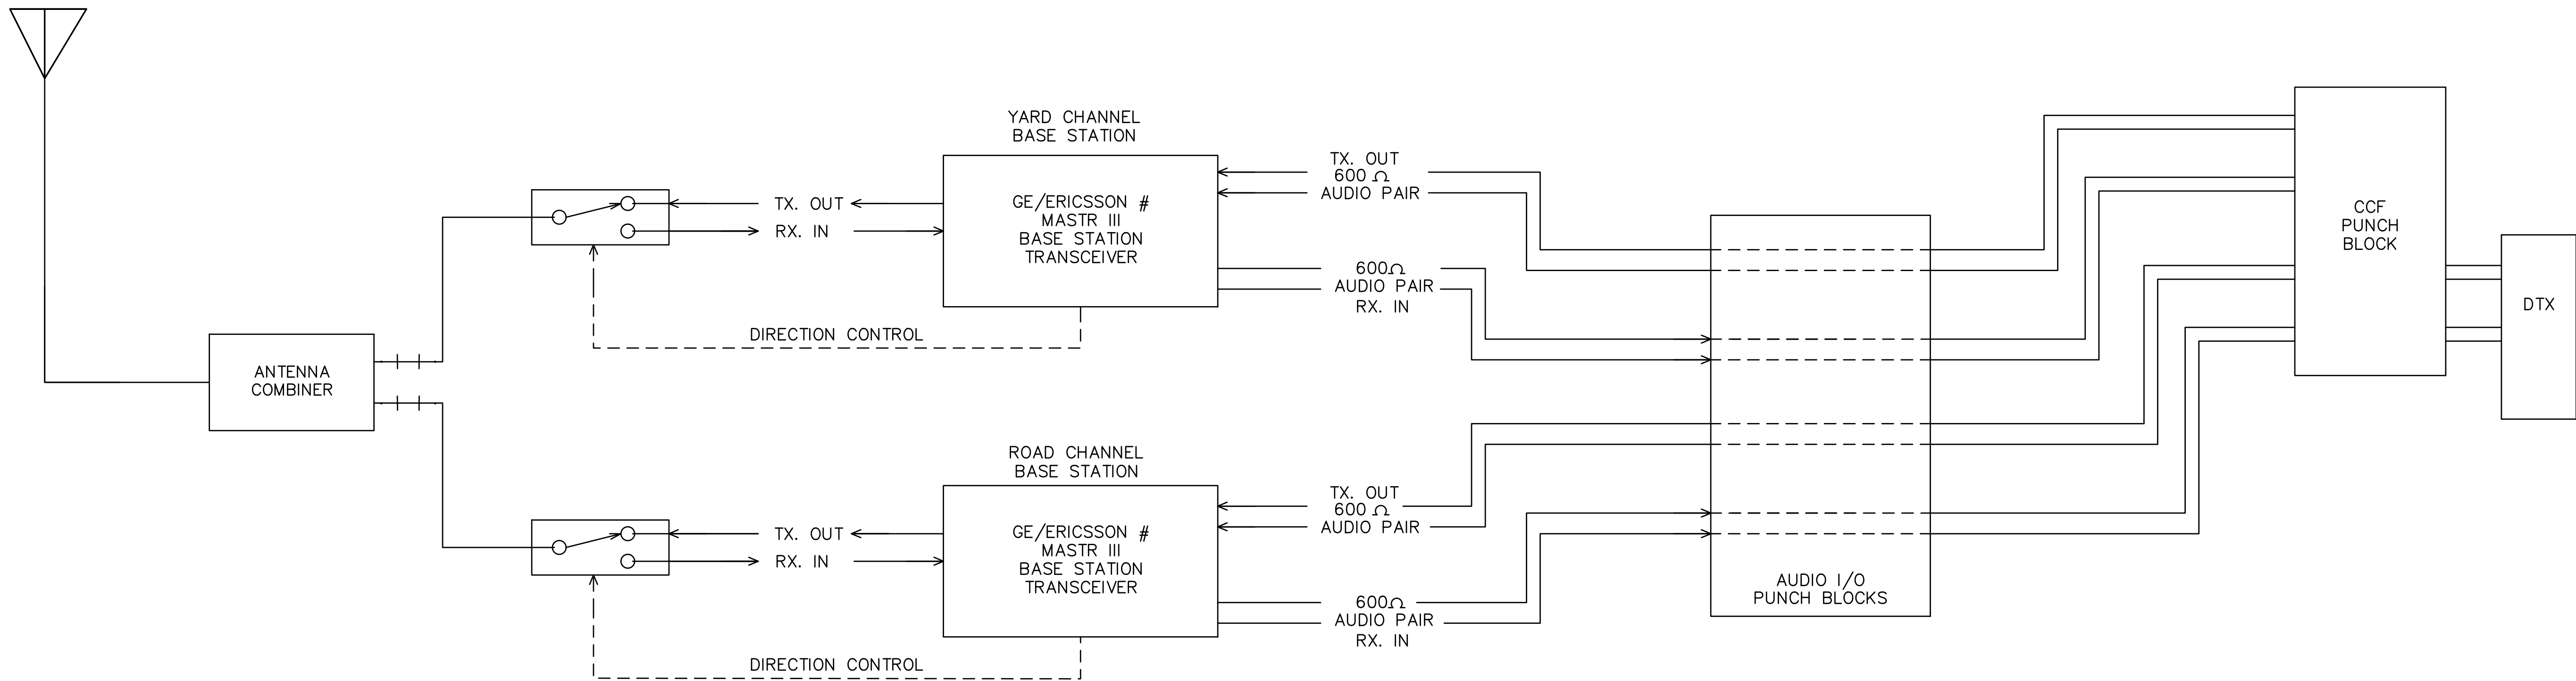 YARD CHANNEL
BASE STATION
TX. OUT
600 Ω
AUDIO PAIR
TX. OUT
RX. IN
GE/ERICSSON #
MASTR III
BASE STATION
TRANSCEIVER
CCF
PUNCH
BLOCK
600Ω
AUDIO PAIR
RX. IN
DTX
DIRECTION CONTROL
ANTENNA
COMBINER
ROAD CHANNEL
BASE STATION
TX. OUT
600 Ω
AUDIO PAIR
TX. OUT
RX. IN
GE/ERICSSON #
MASTR III
BASE STATION
TRANSCEIVER
AUDIO I/O
PUNCH BLOCKS
600Ω
AUDIO PAIR
RX. IN
DIRECTION CONTROL